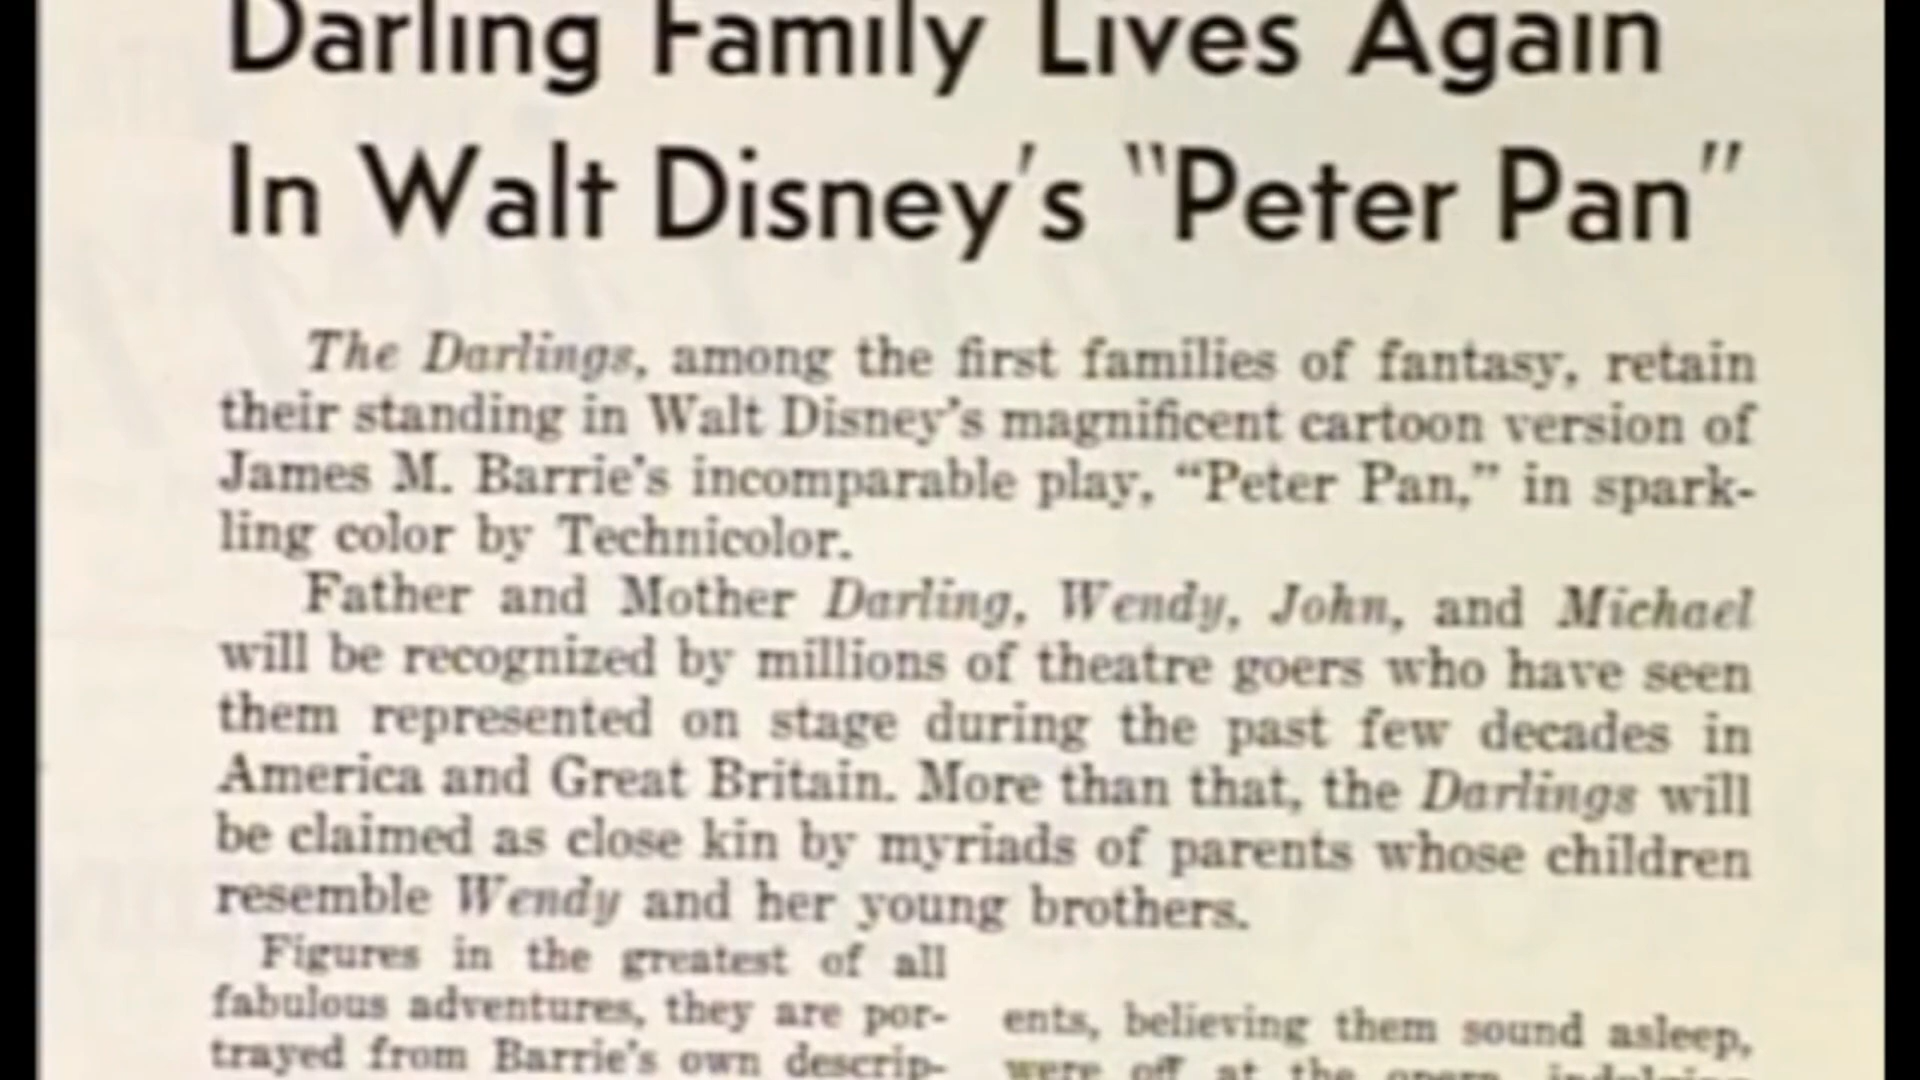 Darling Family Lives Again
In Walt Disney's "Peter Pan"
The Darlings, among the first families of fantasy, retain
their standing in Walt Disney's magnificent cartoon version of
James M. Barrie's incomparable play, "Peter Pan," in spark-
ling color by Technicolor.
Father and Mother Darling, Wendy, John, and Michael
will be recognized by millions of theatre goers who have seen
them represented on stage during the past few decades in
America and Great Britain. More than that, the Darlings will
be claimed as close kin by myriads of parents whose children
resemble Wendy and her young brothers.
Figures in the greatest of all
fabulous adventures, they are por-
trayed from Barrie's own descrip-
ents, believing them sound asleep,
were off at the opera, indulging